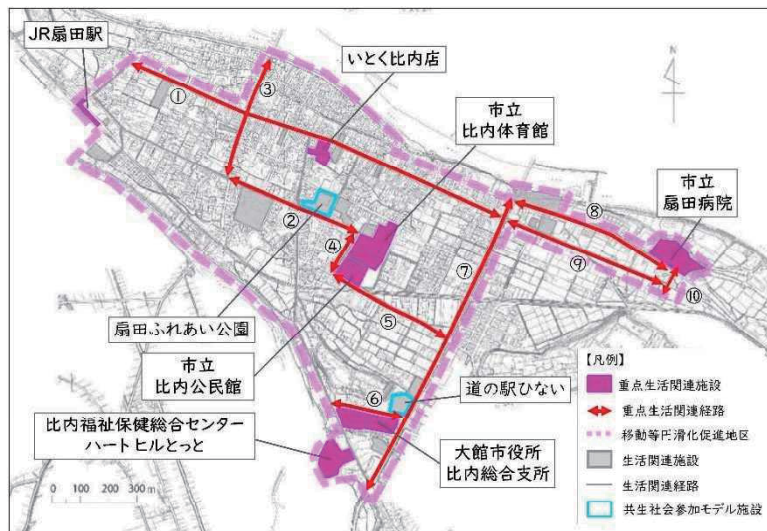 JR扇田駅
いとく比内店
N
③
①
市立
比内体育館
市立
扇田病院
⑧
②
④
⑦
⑨
⑩
扇田ふれあい公園
⑤
市立
比内公民館
道の駅ひない
⑥
比内福祉保健総合センター
ハートヒルとっと
大館市役所
比内総合支所
0 100 200 300 m
【凡例】
重点生活関連施設
重点生活関連経路
移動等円滑化促進地区
生活関連施設
生活関連経路
共生社会参加モデル施設